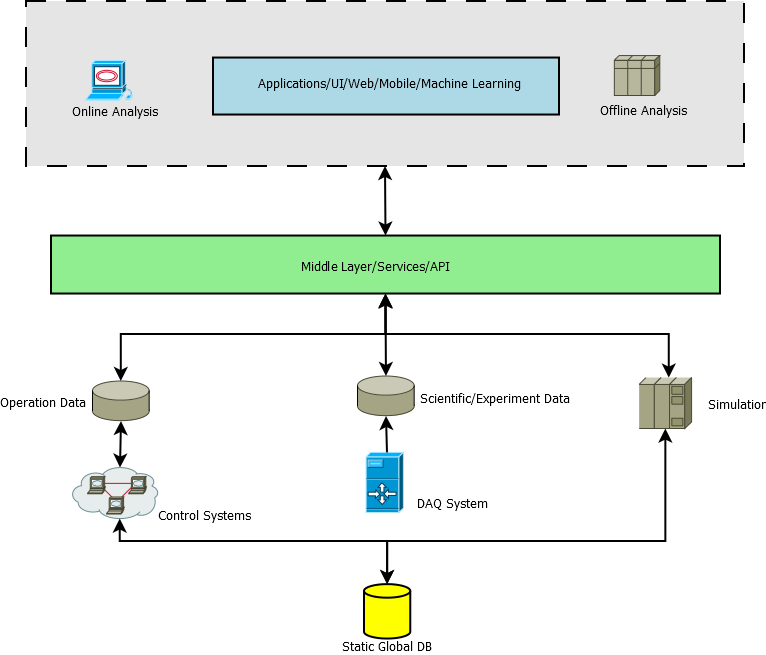 Applications/UI/Web/Mobile/Machine Learning
Online Analysis
Offline Analysis
Middle Layer/Services/API
Operation Data
Scientific/Experiment Data
Simulation
DAQ System
Control Systems
Static Global DB